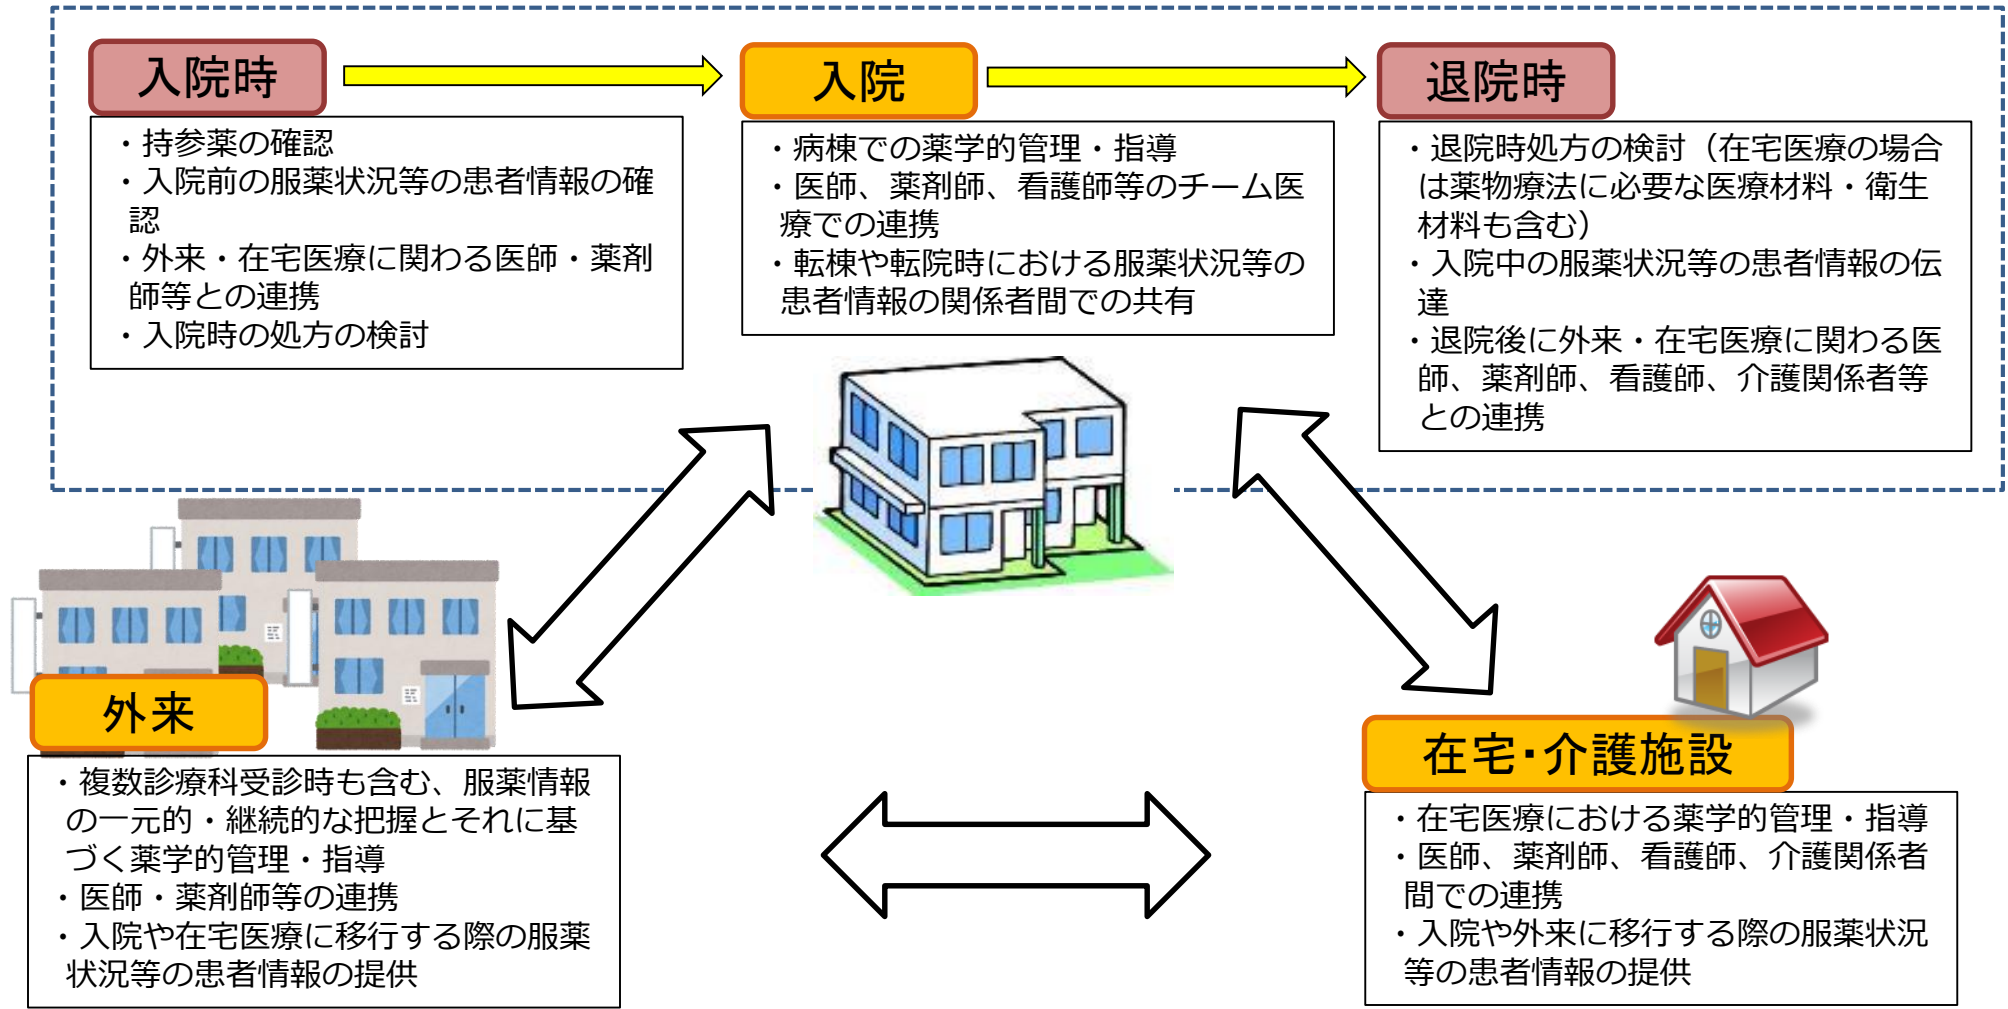 入院時
・持参薬の確認
・入院前の服薬状況等の患者情報の確
認
・外来・在宅医療に関わる医師・薬剤
師等との連携
・入院時の処方の検討
入院
・病棟での薬学的管理・指導
・医師、薬剤師、看護師等のチーム医
療での連携
・転棟や転院時における服薬状況等の
患者情報の関係者間での共有
退院時
・退院時処方の検討（在宅医療の場合
は薬物療法に必要な医療材料・衛生
材料も含む）
・入院中の服薬状況等の患者情報の伝
達
・退院後に外来・在宅医療に関わる医
師、薬剤師、看護師、介護関係者等
との連携
外来
・複数診療科受診時も含む、服薬情報
の一元的・継続的な把握とそれに基
づく薬学的管理・指導
・医師・薬剤師等の連携
・入院や在宅医療に移行する際の服薬
状況等の患者情報の提供
在宅・介護施設
・在宅医療における薬学的管理・指導
・医師、薬剤師、看護師、介護関係者
間での連携
・入院や外来に移行する際の服薬状況
等の患者情報の提供